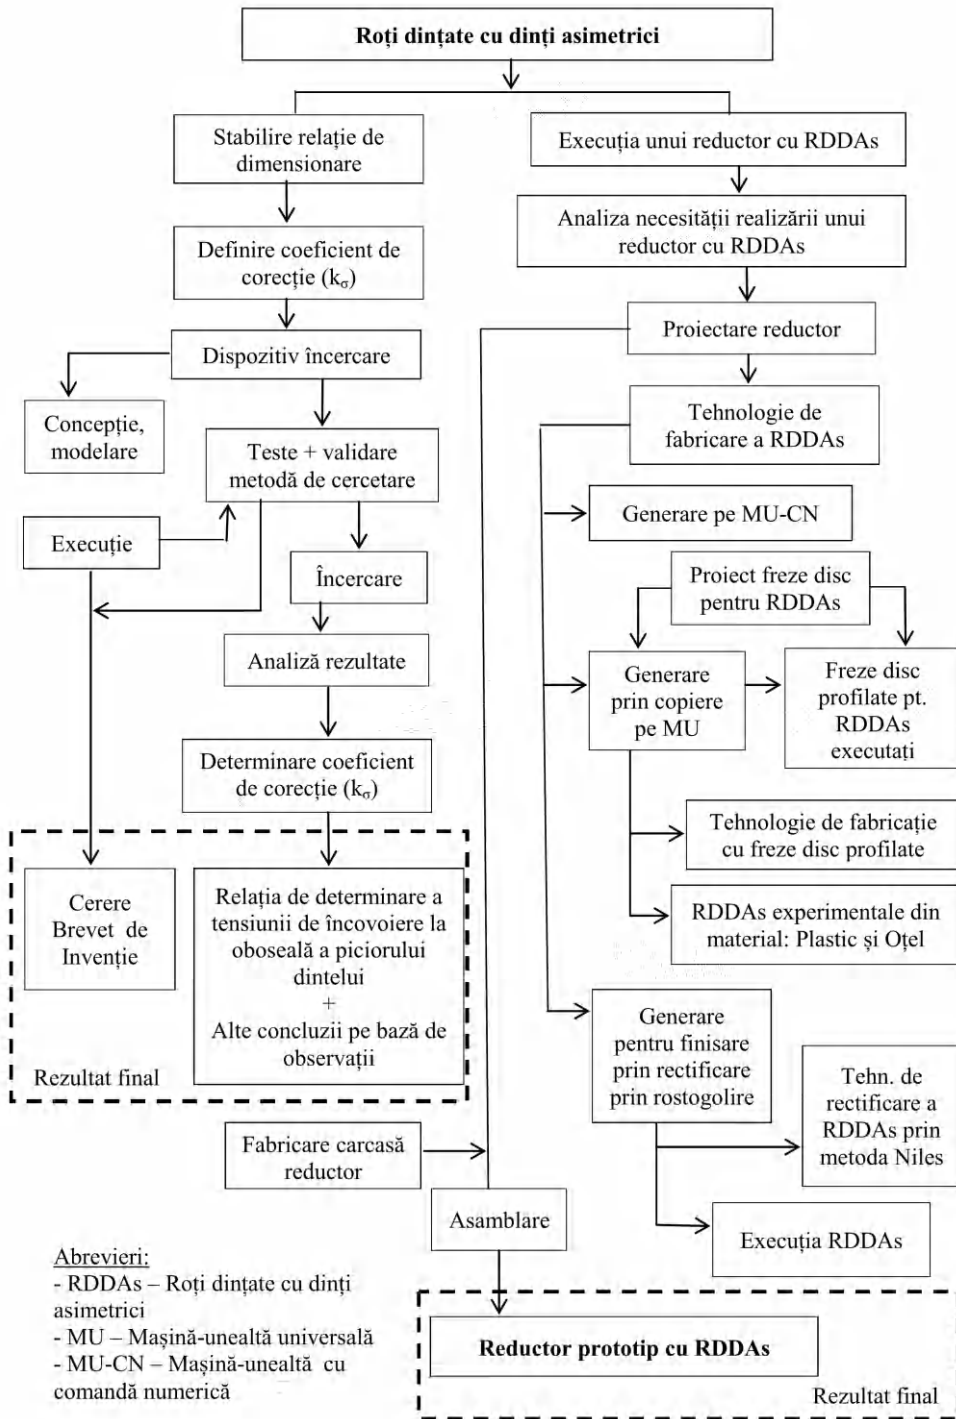 Roți dințate cu dinți asimetrici
Stabilire relație de
dimensionare
Execuția unui reductor cu RDDAs
Analiza necesității realizării unui
reductor cu RDDAs
Definire coeficient de
corecție (kσ)
Proiectare reductor
Dispozitiv încercare
Concepție,
modelare
Tehnologie de
fabricare a RDDAs
Teste + validare
metodă de cercetare
Generare pe MU-CN
Execuție
Încercare
Proiect freze disc
pentru RDDAs
Analiză rezultate
Generare
prin copiere
pe MU
Freze disc
profilate pt.
RDDAs
executați
Determinare coeficient
de corecție (kσ)
Tehnologie de fabricație
cu freze disc profilate
Cerere
Brevet de
Invenție
Relația de determinare a
tensiunii de încovoiere la
oboseală a piciorului
dintelui
+
Alte concluzii pe bază de
observații
Rezultat final
RDDAs experimentale din
material: Plastic și Oțel
Generare
pentru finisare
prin rectificare
prin rostogolire
Tehn. de
rectificare a
RDDAs prin
metoda Niles
Fabricare carcasă
reductor
Asamblare
Execuția RDDAs
Abrevieri:
- RDDAs – Roți dințate cu dinți
asimetrici
- MU – Mașină-unealtă universală
- MU-CN – Mașină-unealtă cu
comandă numerică
Reductor prototip cu RDDAs
Rezultat final